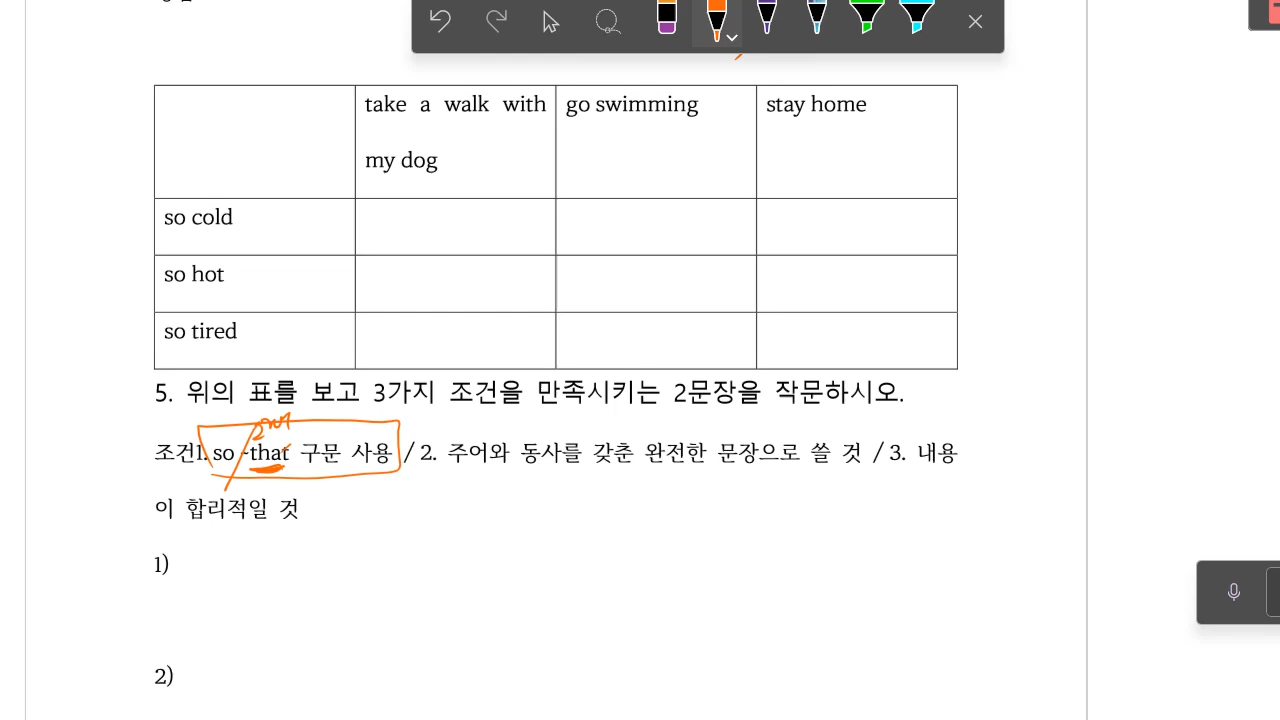 take a walk with
my dog
go swimming
stay home
so cold
so hot
so tired
5. 위의 표를 보고 3가지 조건을 만족시키는 2문장을 작문하시오.
조건1. so ~that 구문 사용 / 2. 주어와 동사를 갖춘 완전한 문장으로 쓸 것 / 3. 내용
이 합리적일 것
1)
2)